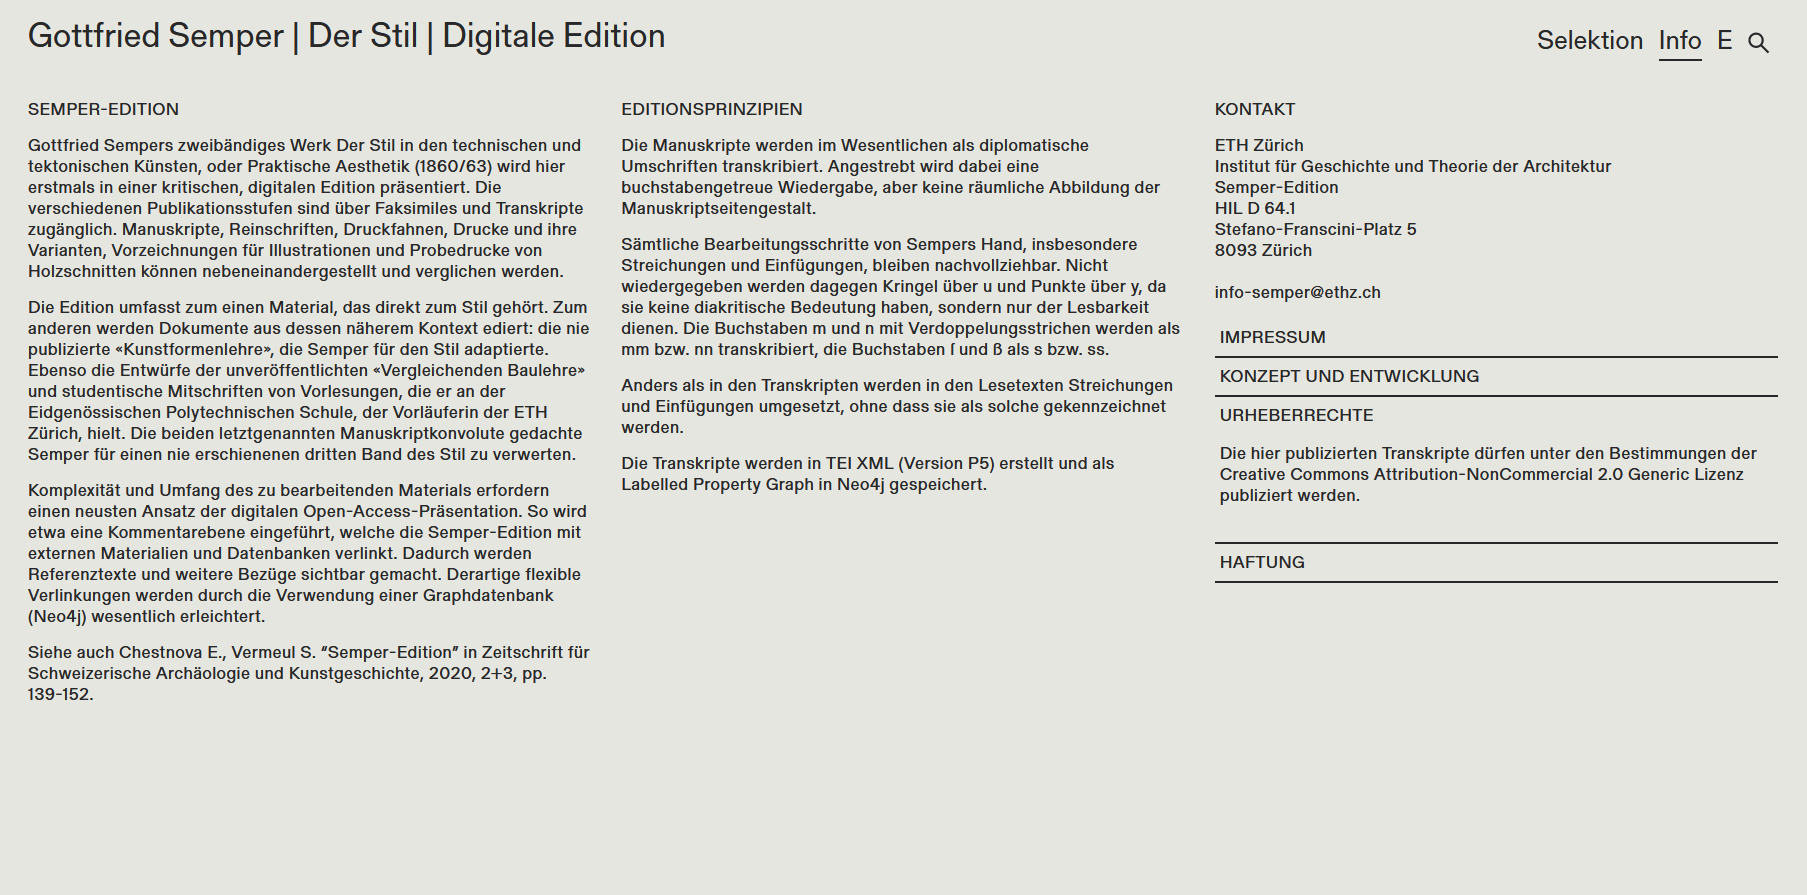 Gottfried Semper | Der Stil | Digitale Edition
Selektion Info E
SEMPER-EDITION
Gottfried Sempers zweibändiges Werk Der Stil in den technischen und
tektonischen Künsten, oder Praktische Aesthetik (1860/63) wird hier
erstmals in einer kritischen, digitalen Edition präsentiert. Die
verschiedenen Publikationsstufen sind über Faksimiles und Transkripte
zugänglich. Manuskripte, Reinschriften, Druckfahnen, Drucke und ihre
Varianten, Vorzeichnungen für Illustrationen und Probedrucke von
Holzschnitten können nebeneinandergestellt und verglichen werden.
Die Edition umfasst zum einen Material, das direkt zum Stil gehört. Zum
anderen werden Dokumente aus dessen näherem Kontext ediert: die nie
publizierte «Kunstformenlehre», die Semper für den Stil adaptierte.
Ebenso die Entwürfe der unveröffentlichten «Vergleichenden Baulehre»
und studentische Mitschriften von Vorlesungen, die er an der
Eidgenössischen Polytechnischen Schule, der Vorläuferin der ETH
Zürich, hielt. Die beiden letztgenannten Manuskriptkonvolute gedachte
Semper für einen nie erschienenen dritten Band des Stil zu verwerten.
Komplexität und Umfang des zu bearbeitenden Materials erfordern
einen neusten Ansatz der digitalen Open-Access-Präsentation. So wird
etwa eine Kommentarebene eingeführt, welche die Semper-Edition mit
externen Materialien und Datenbanken verlinkt. Dadurch werden
Referenztexte und weitere Bezüge sichtbar gemacht. Derartige flexible
Verlinkungen werden durch die Verwendung einer Graphdatenbank
(Neo4j) wesentlich erleichtert.
Siehe auch Chestnova E., Vermeul S. “Semper-Edition” in Zeitschrift für
Schweizerische Archäologie und Kunstgeschichte, 2020, 2+3, pp.
139-152.
EDITIONSPRINZIPIEN
Die Manuskripte werden im Wesentlichen als diplomatische
Umschriften transkribiert. Angestrebt wird dabei eine
buchstabengetreue Wiedergabe, aber keine räumliche Abbildung der
Manuskriptseitengestalt.
Sämtliche Bearbeitungsschritte von Sempers Hand, insbesondere
Streichungen und Einfügungen, bleiben nachvollziehbar. Nicht
wiedergegeben werden dagegen Kringel über u und Punkte über y, da
sie keine diakritische Bedeutung haben, sondern nur der Lesbarkeit
dienen. Die Buchstaben m und n mit Verdoppelungsstrichen werden als
mm bzw. nn transkribiert, die Buchstaben ſ und ß als s bzw. ss.
Anders als in den Transkripten werden in den Lesetexten Streichungen
und Einfügungen umgesetzt, ohne dass sie als solche gekennzeichnet
werden.
Die Transkripte werden in TEI XML (Version P5) erstellt und als
Labelled Property Graph in Neo4j gespeichert.
KONTAKT
ETH Zürich
Institut für Geschichte und Theorie der Architektur
Semper-Edition
HIL D 64.1
Stefano-Franscini-Platz 5
8093 Zürich
info-semper@ethz.ch
IMPRESSUM
KONZEPT UND ENTWICKLUNG
URHEBERRECHTE
Die hier publizierten Transkripte dürfen unter den Bestimmungen der
Creative Commons Attribution-NonCommercial 2.0 Generic Lizenz
publiziert werden.
HAFTUNG